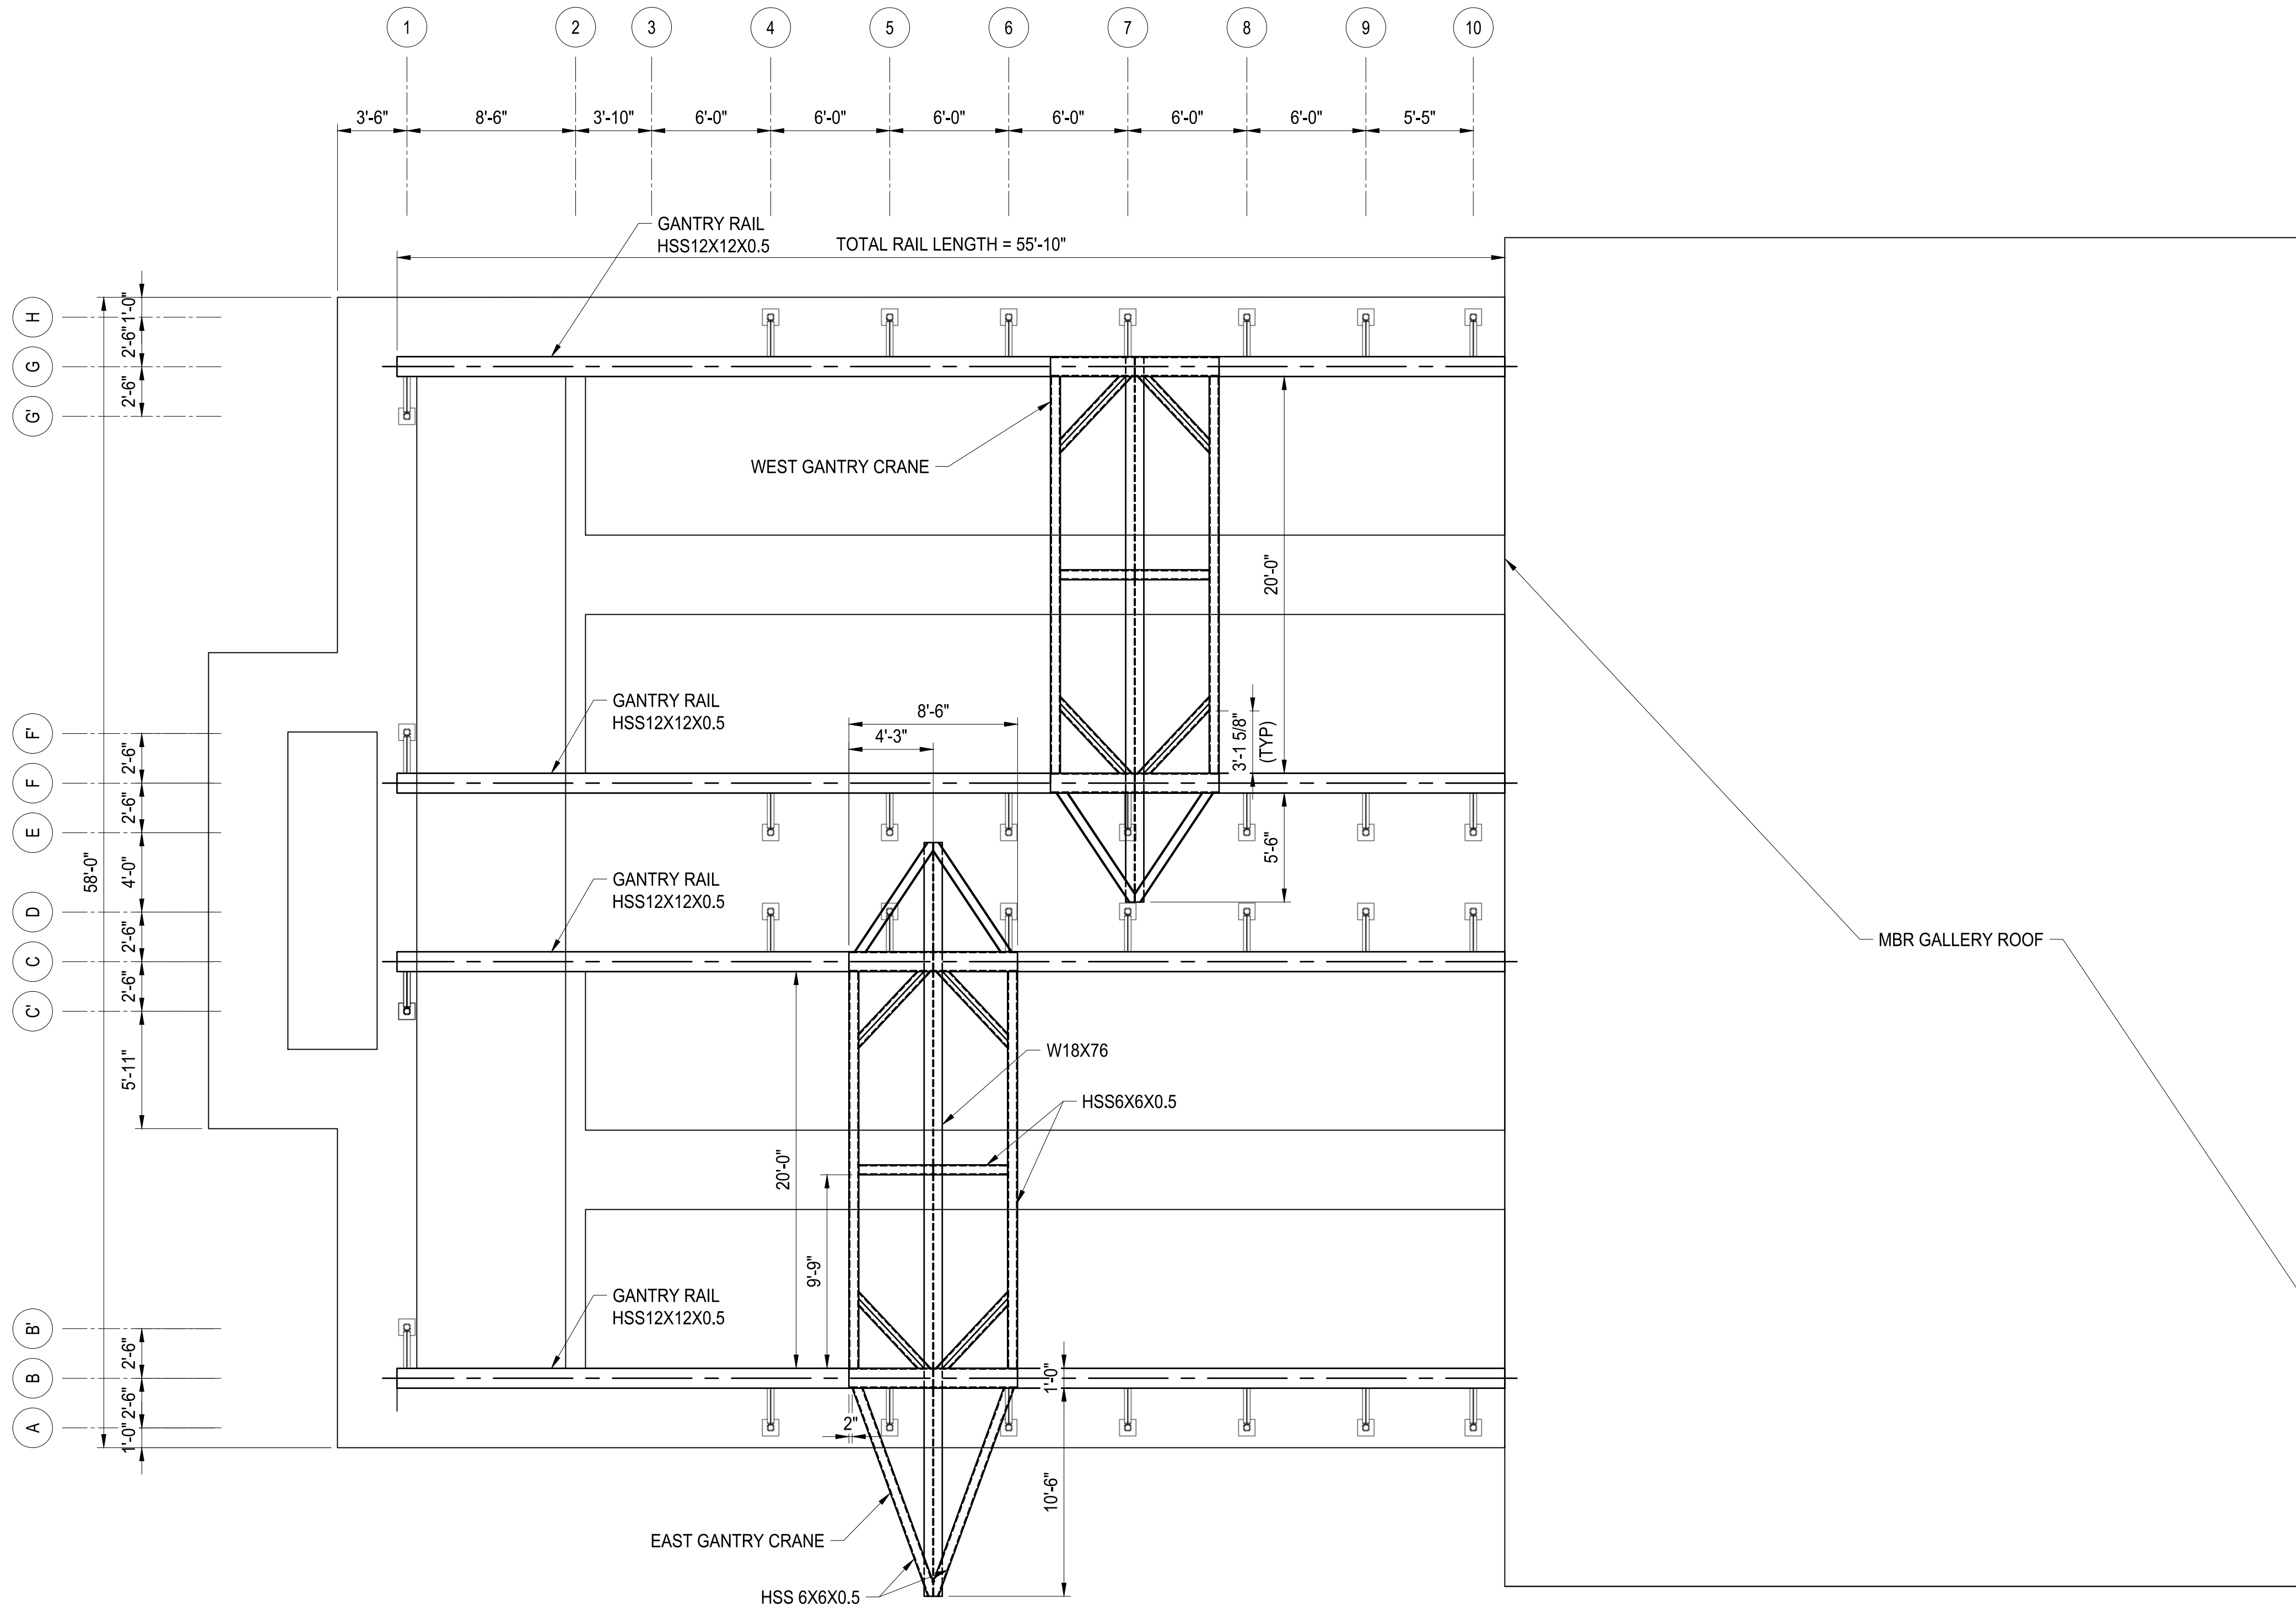 1
2
3
4
5
6
7
8
9
10
3'-6"
8'-6"
3'-10"
6'-0"
6'-0"
6'-0"
6'-0"
6'-0"
6'-0"
5'-5"
GANTRY RAIL
HSS12X12X0.5
TOTAL RAIL LENGTH = 55'-10"
H
G
G'
1'-0"
2'-6"
2'-6"
WEST GANTRY CRANE
20'-0"
GANTRY RAIL
HSS12X12X0.5
8'-6"
4'-3"
3'-1 5/8"
(TYP)
F'
F
E
D
C
C'
2'-6"
2'-6"
4'-0"
2'-6"
2'-6"
5'-11"
58'-0"
5'-6"
GANTRY RAIL
HSS12X12X0.5
MBR GALLERY ROOF
W18X76
HSS6X6X0.5
20'-0"
9'-9"
GANTRY RAIL
HSS12X12X0.5
B'
B
A
2'-6"
2'-6"
1'-0"
1'-0"
2"
10'-6"
EAST GANTRY CRANE
HSS 6X6X0.5